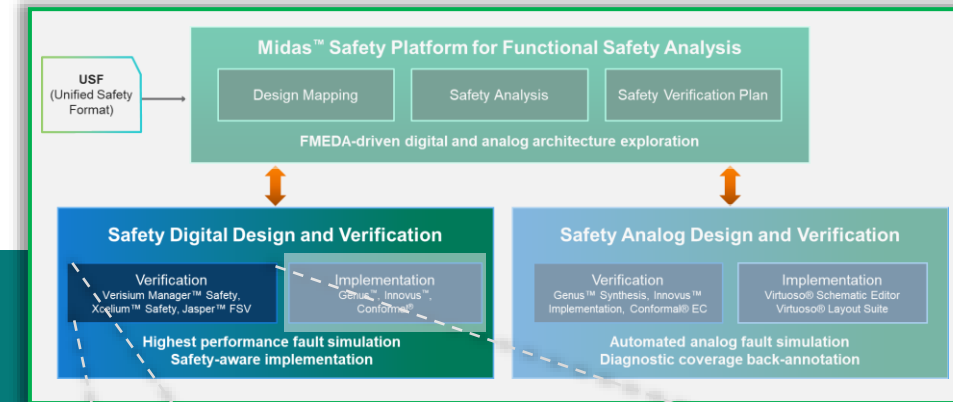 Midas™ Safety Platform for Functional Safety Analysis
USF
(Unified Safety
Format)
Design Mapping
Safety Analysis
Safety Verification Plan
FMEDA-driven digital and analog architecture exploration
Safety Digital Design and Verification
Verification
Verisium Manager™ Safety,
Xcelium™ Safety, Jasper™ FSV
Implementation
Genus™, Innovus™,
Conformal®
Highest performance fault simulation
Safety-aware implementation
Safety Analog Design and Verification
Verification
Genus™ Synthesis, Innovus™
Implementation, Conformal® EC
Implementation
Virtuoso® Schematic Editor
Virtuoso® Layout Suite
Automated analog fault simulation
Diagnostic coverage back-annotation